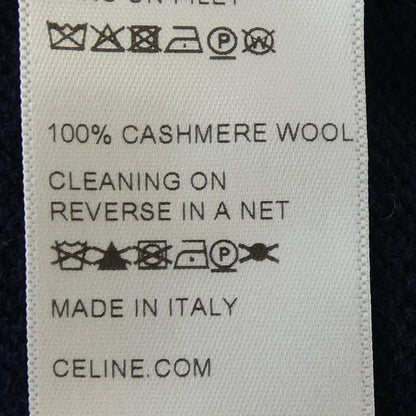 P W
100% CASHMERE WOOL
CLEANING ON
REVERSE IN A NET
P
MADE IN ITALY
CELINE.COM